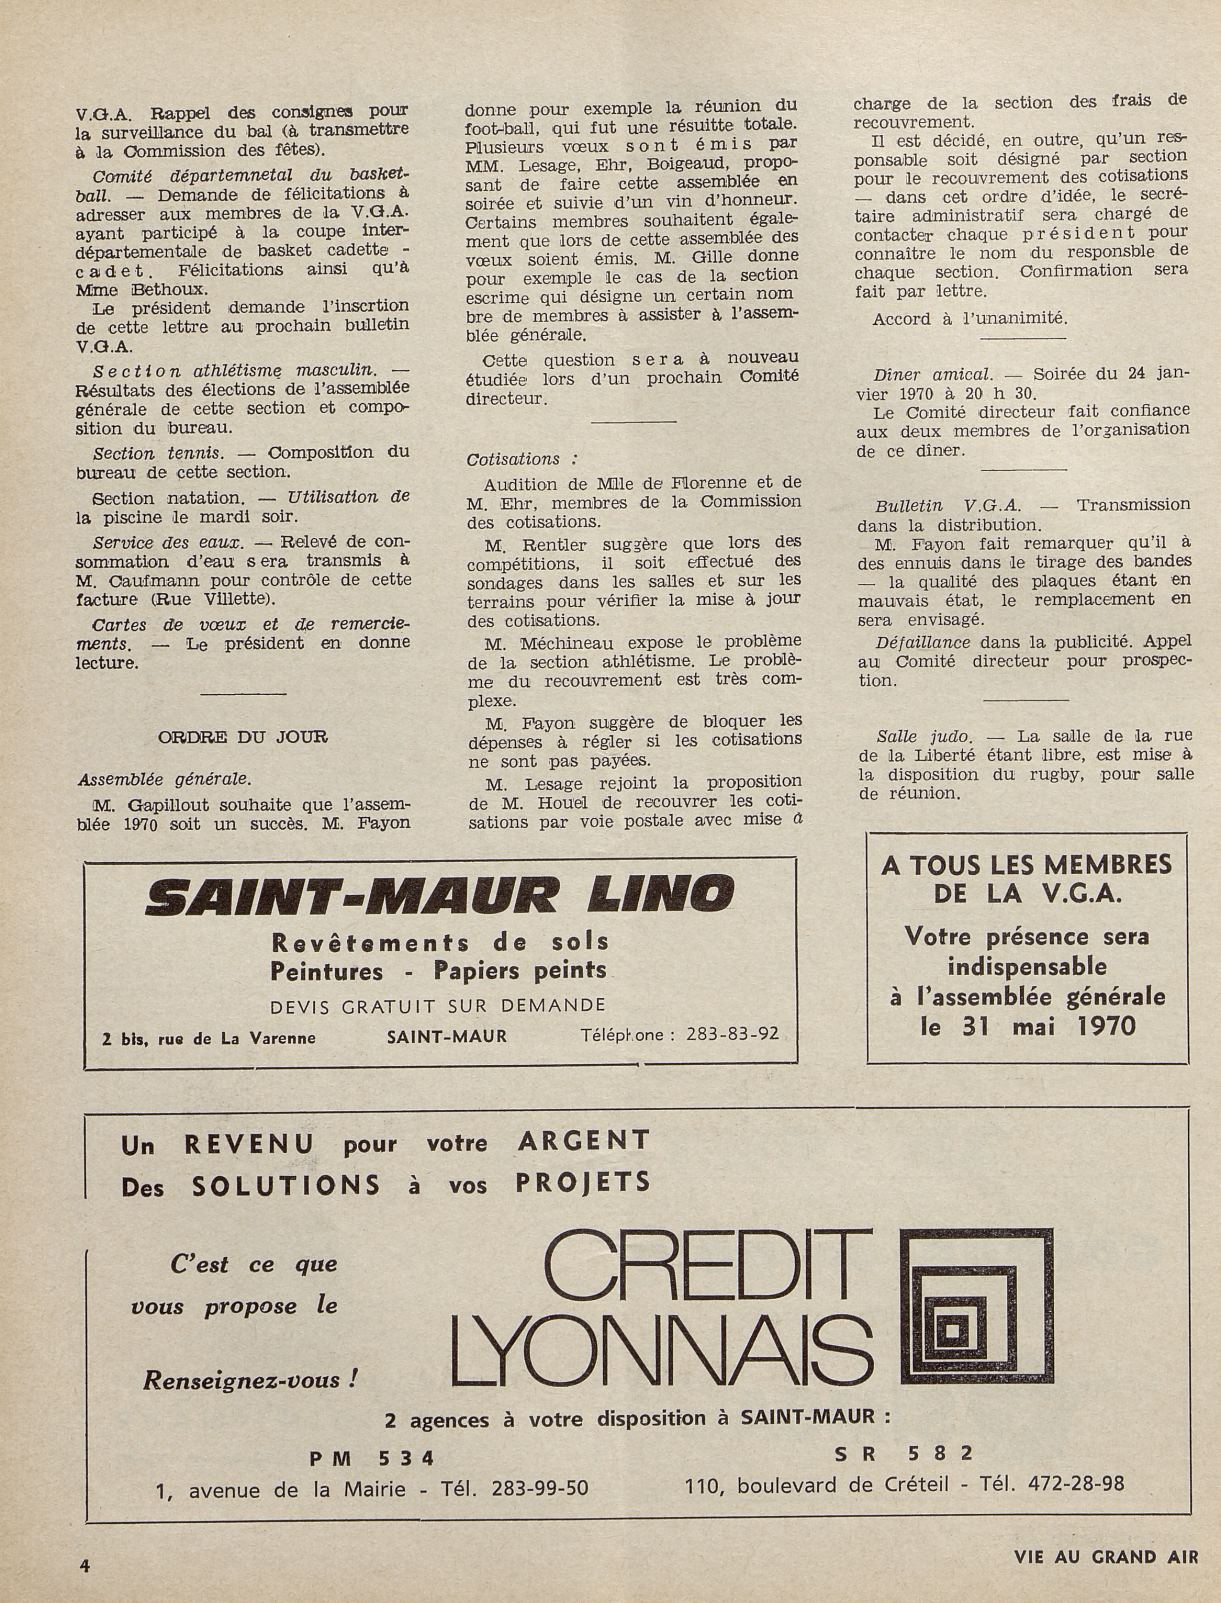 V.G.A. Rappel des consignes pour
la surveillance du bal (à transmettre
à la Commission des fêtes).
Comité départemnetal du basket-
ball. — Demande de félicitations à
adresser aux membres de la V.G.A.
ayant participé à la coupe inter-
départementale de basket cadette -
cadet. Félicitations ainsi qu'à
Mme Bethoux.
Le président demande l'insertion
de cette lettre au prochain bulletin
V.G.A.
Section athlétisme masculin. —
Résultats des élections de l'assemblée
générale de cette section et compo-
sition du bureau.
Section tennis. — Composition du
bureau de cette section.
Section natation. — Utilisation de
la piscine le mardi soir.
Service des eaux. — Relevé de con-
sommation d'eau sera transmis à
M. Caufmann pour contrôle de cette
facture (Rue Villette).
Cartes de vœux et de remercie-
ments. — Le président en donne
lecture.
ORDRE DU JOUR
Assemblée générale.
M. Gapillout souhaite que l'assem-
blée 1970 soit un succès. M. Fayon
donne pour exemple la réunion du
foot-ball, qui fut une résuitte totale.
Plusieurs vœux sont émis par
MM. Lesage, Ehr, Boigeaud, propo-
sant de faire cette assemblée en
soirée et suivie d'un vin d'honneur.
Certains membres souhaitent égale-
ment que lors de cette assemblée des
vœux soient émis. M. Gille donne
pour exemple le cas de la section
escrime qui désigne un certain nom
bre de membres à assister à l'assem-
blée générale.
Cette question sera à nouveau
étudiée lors d'un prochain Comité
directeur.
Cotisations :
Audition de Mlle de Florenne et de
M. Ehr, membres de la Commission
des cotisations.
M. Rentler suggère que lors des
compétitions, il soit effectué des
sondages dans les salles et sur les
terrains pour vérifier la mise à jour
des cotisations.
M. Méchineau expose le problème
de la section athlétisme. Le problè-
me du recouvrement est très com-
plexe.
M. Fayon suggère de bloquer les
dépenses à régler si les cotisations
ne sont pas payées.
M. Lesage rejoint la proposition
de M. Houel de recouvrer les coti-
sations par voie postale avec mise à
charge de la section des frais de
recouvrement.
Il est décidé, en outre, qu'un res-
ponsable soit désigné par section
pour le recouvrement des cotisations
— dans cet ordre d'idée, le secré-
taire administratif sera chargé de
contacter chaque président pour
connaitre le nom du responsble de
chaque section. Confirmation sera
fait par lettre.
Accord à l'unanimité.
Dîner amical. — Soirée du 24 jan-
vier 1970 à 20 h 30.
Le Comité directeur fait confiance
aux deux membres de l'organisation
de ce dîner.
Bulletin V.G.A. — Transmission
dans la distribution.
M. Fayon fait remarquer qu'il à
des ennuis dans le tirage des bandes
— la qualité des plaques étant en
mauvais état, le remplacement en
sera envisagé.
Défaillance dans la publicité. Appel
au Comité directeur pour prospec-
tion.
Salle judo. — La salle de la rue
de la Liberté étant libre, est mise à
la disposition du rugby, pour salle
de réunion.
SAINT-MAUR LINO
Revêtements de sols
Peintures - Papiers peints
DEVIS GRATUIT SUR DEMANDE
2 bis, rue de La Varenne SAINT-MAUR Téléphone : 283-83-92
A TOUS LES MEMBRES
DE LA V.G.A.
Votre présence sera
indispensable
à l'assemblée générale
le 31 mai 1970
Un REVENU pour votre ARGENT
Des SOLUTIONS à vos PROJETS
C'est ce que
vous propose le
Renseignez-vous !
CREDIT
LYONNAIS
2 agences à votre disposition à SAINT-MAUR :
PM 534
1, avenue de la Mairie - Tél. 283-99-50
SR 582
110, boulevard de Créteil - Tél. 472-28-98
4
VIE AU GRAND AIR